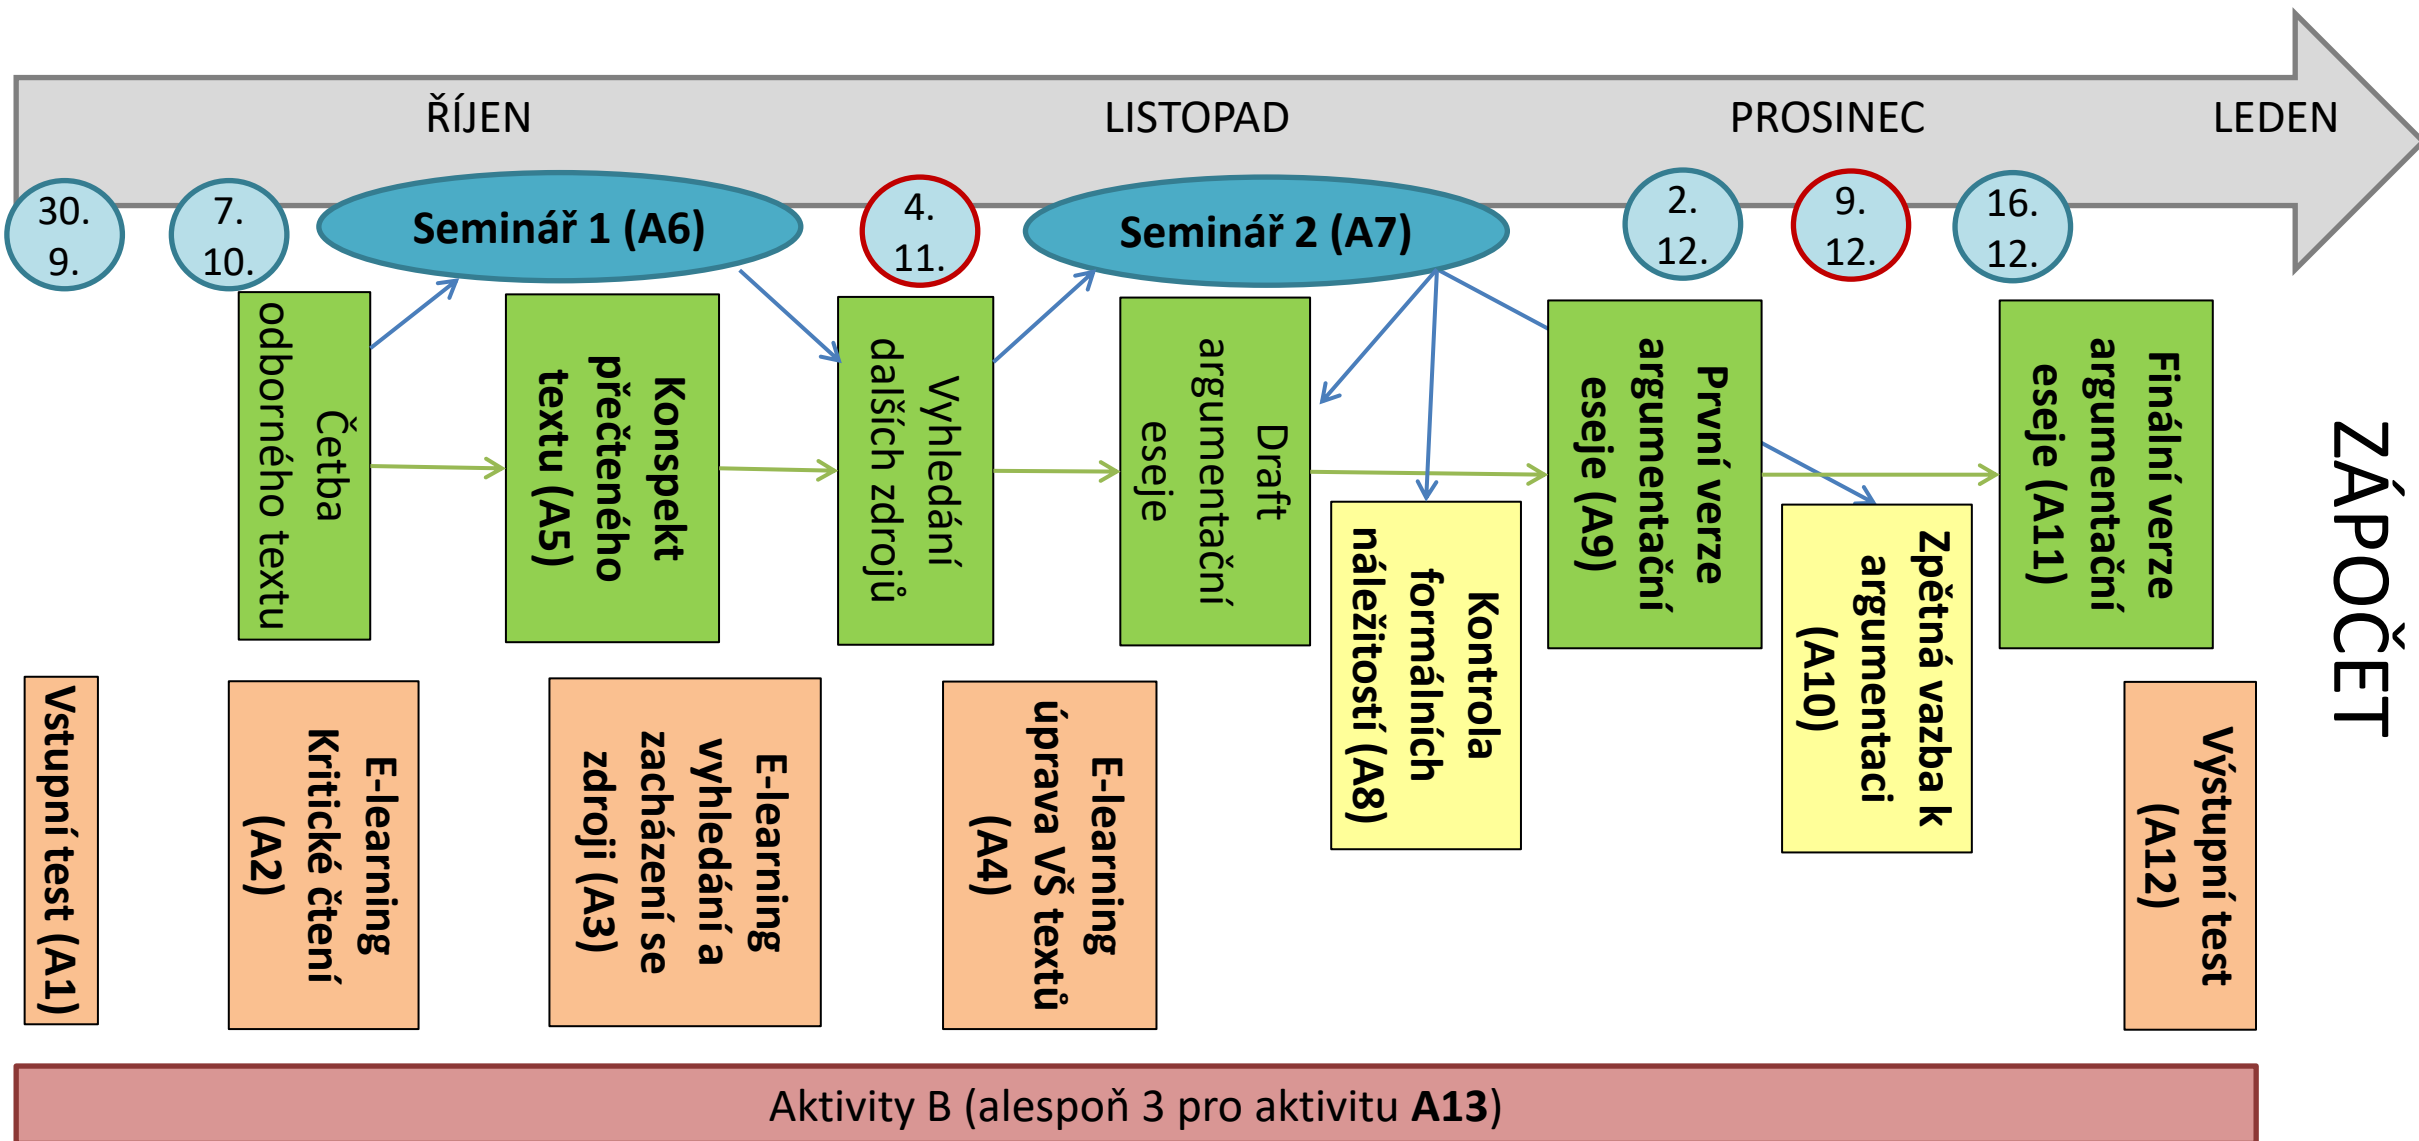 ŘÍJEN
LISTOPAD
PROSINEC
LEDEN
30.
9.
7.
10.
Seminář 1 (A6)
4.
11.
Seminář 2 (A7)
2.
12.
9.
12.
16.
12.
Četba
odborného textu
Konspekt
přečteného
textu (A5)
Vyhledání
dalších zdrojů
Draft
argumentační
eseje
První verze
argumentační
eseje (A9)
Finální verze
argumentační
eseje (A11)
Kontrola
formálních
náležitostí (A8)
Zpětná vazba k
argumentaci
(A10)
ZÁPOČET
Vstupní test (A1)
E-learning
Kritické čtení
(A2)
E-learning
vyhledání a
zacházení se
zdroji (A3)
E-learning
úprava VŠ textů
(A4)
Výstupní test
(A12)
Aktivity B (alespoň 3 pro aktivitu A13)